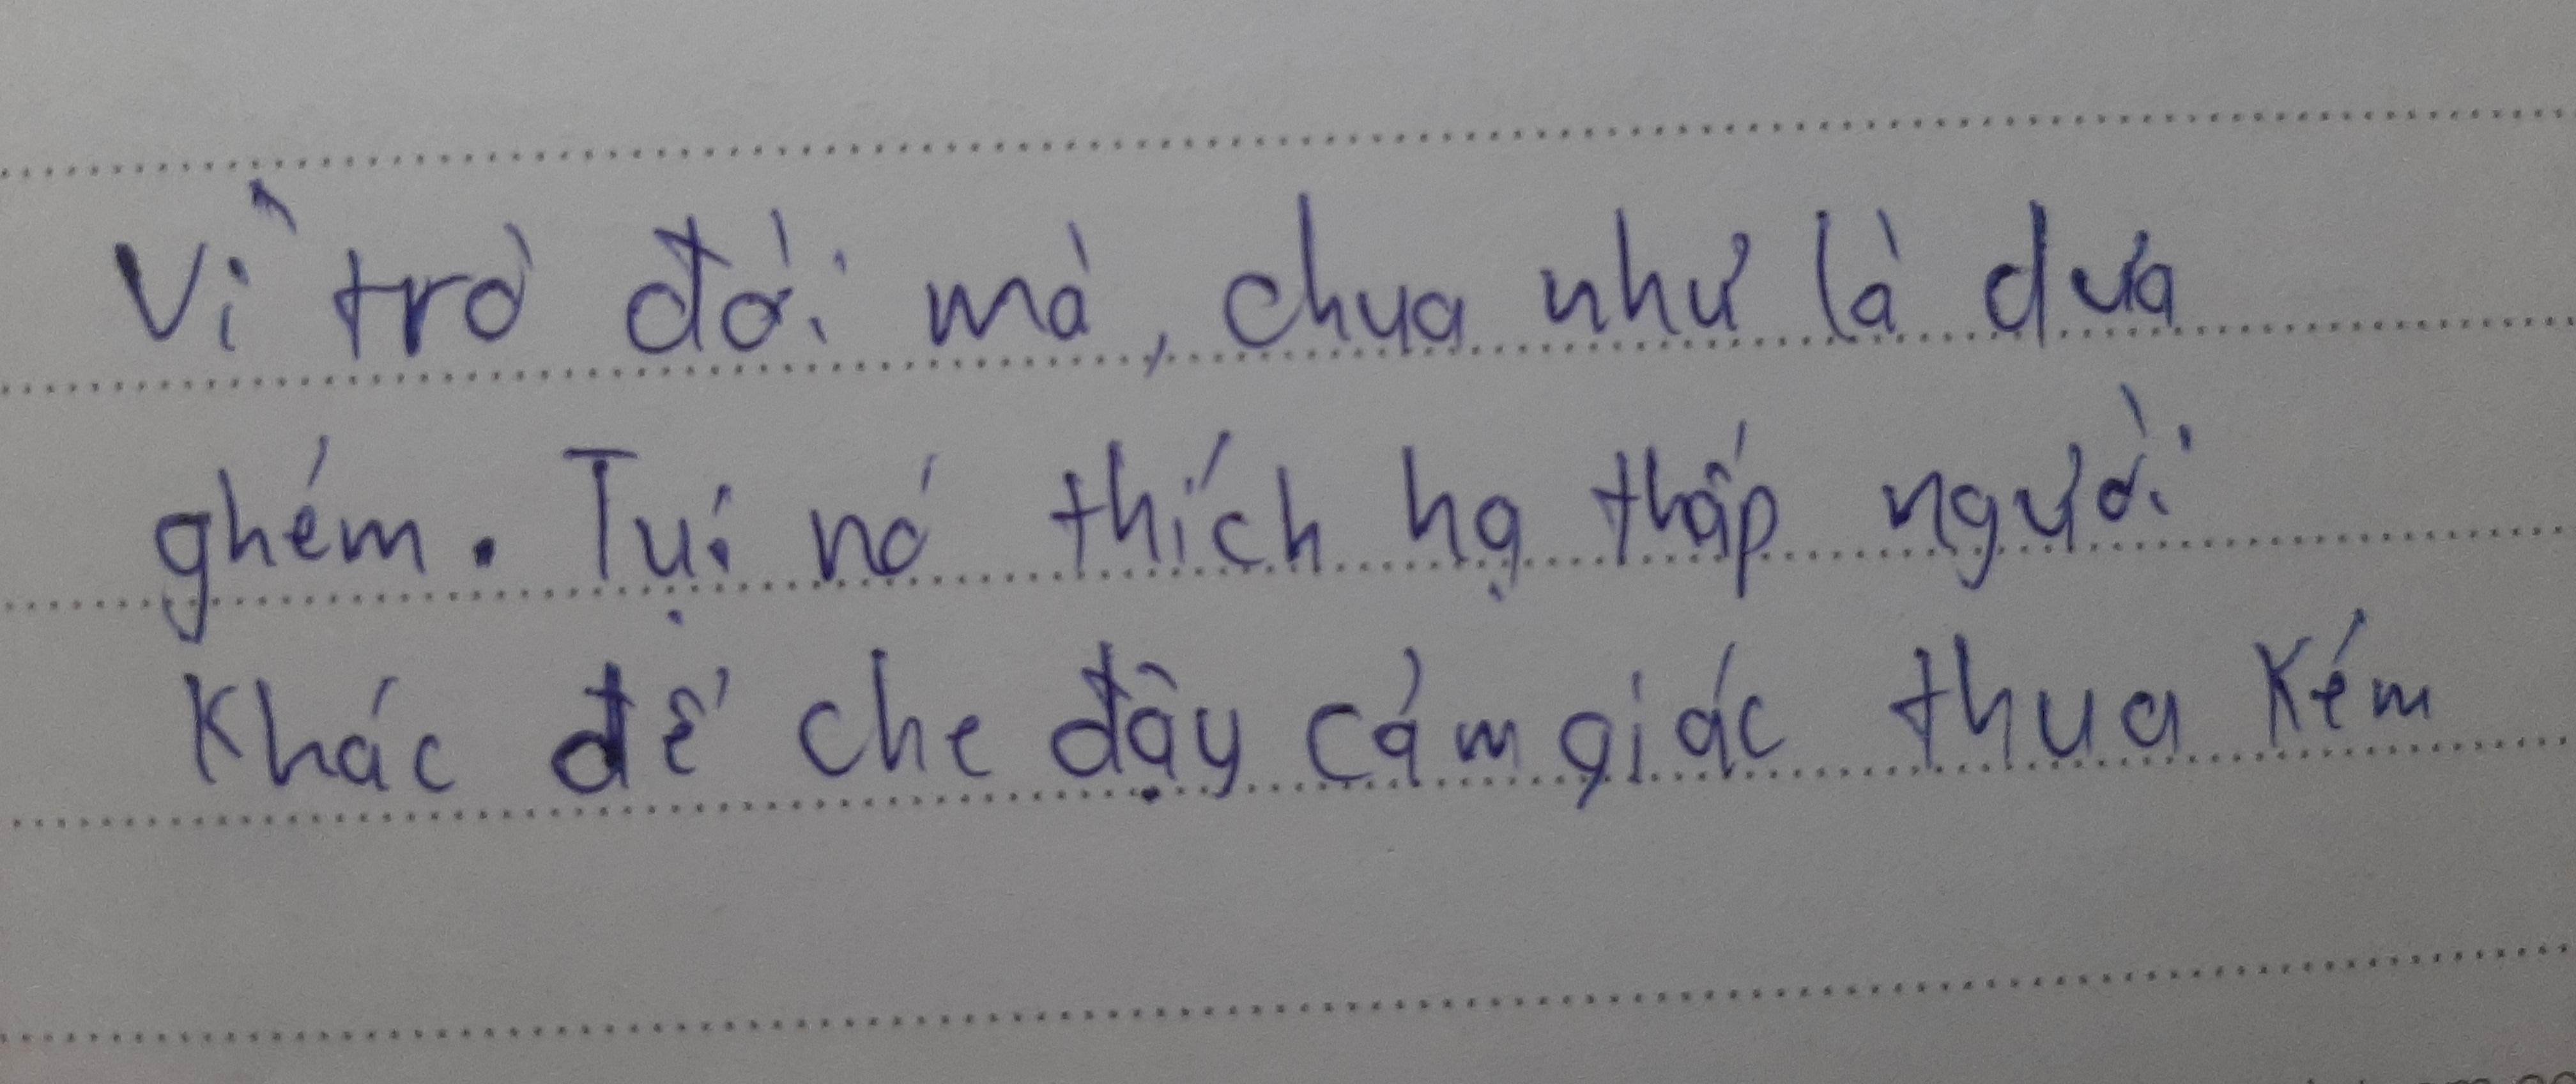 Vì trò đời mà, chua như là dưa
ghém. Tụi nó thích hạ thấp người
Khác để che đậy cảm giác thua Kém